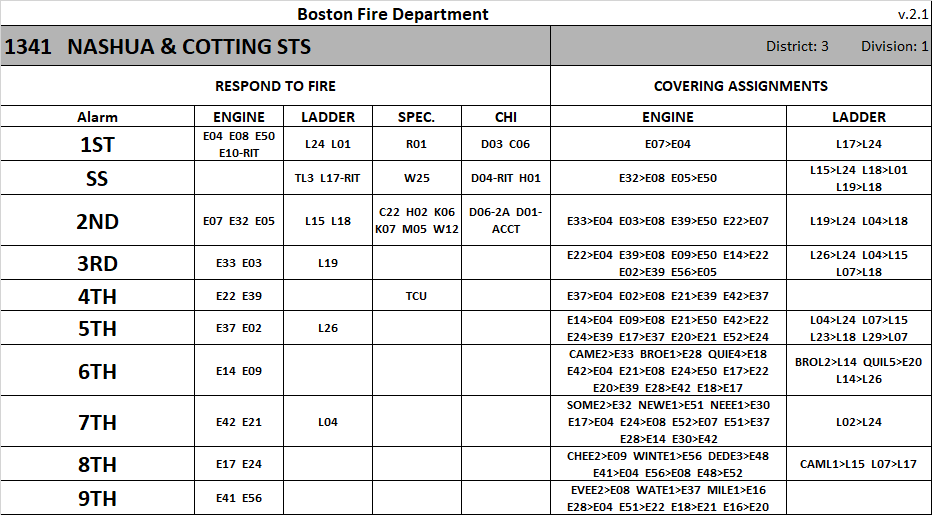 Boston Fire Department
v.2.1
1341 NASHUA & COTTING STS
District: 3 Division: 1
RESPOND TO FIRE
COVERING ASSIGNMENTS
Alarm ENGINE LADDER SPEC. CHI ENGINE LADDER
1ST
E04 E08 E50
E10-RIT
L24 L01
R01
D03 C06
E07>E04
L17>L24
SS
TL3 L17-RIT
W25
D04-RIT H01
E32>E08 E05>E50
L15>L24 L18>L01
L19>L18
2ND
E07 E32 E05
L15 L18
C22 H02 K06
K07 M05 W12
D06-2A D01-
ACCT
E33>E04 E03>E08 E39>E50 E22>E07
L19>L24 L04>L18
3RD
E33 E03
L19
E22>E04 E39>E08 E09>E50 E14>E22
E02>E39 E56>E05
L26>L24 L04>L15
L07>L18
4TH
E22 E39
TCU
E37>E04 E02>E08 E21>E39 E42>E37
5TH
E37 E02
L26
E14>E04 E09>E08 E21>E50 E42>E22
E24>E39 E17>E37 E20>E21 E52>E24
L04>L24 L07>L15
L23>L18 L29>L07
6TH
E14 E09
CAME2>E33 BROE1>E28 QUIE4>E18
E42>E04 E21>E08 E24>E50 E17>E22
E20>E39 E28>E42 E18>E17
BROL2>L14 QUIL5>E20
L14>L26
7TH
E42 E21
L04
SOME2>E32 NEWE1>E51 NEEE1>E30
E17>E04 E24>E08 E52>E07 E51>E37
E28>E14 E30>E42
L02>L24
8TH
E17 E24
CHEE2>E09 WINTE1>E56 DEDE3>E48
E41>E04 E56>E08 E48>E52
CAML1>L15 L07>L17
9TH
E41 E56
EVEE2>E08 WATE1>E37 MILE1>E16
E28>E04 E51>E22 E18>E21 E16>E20